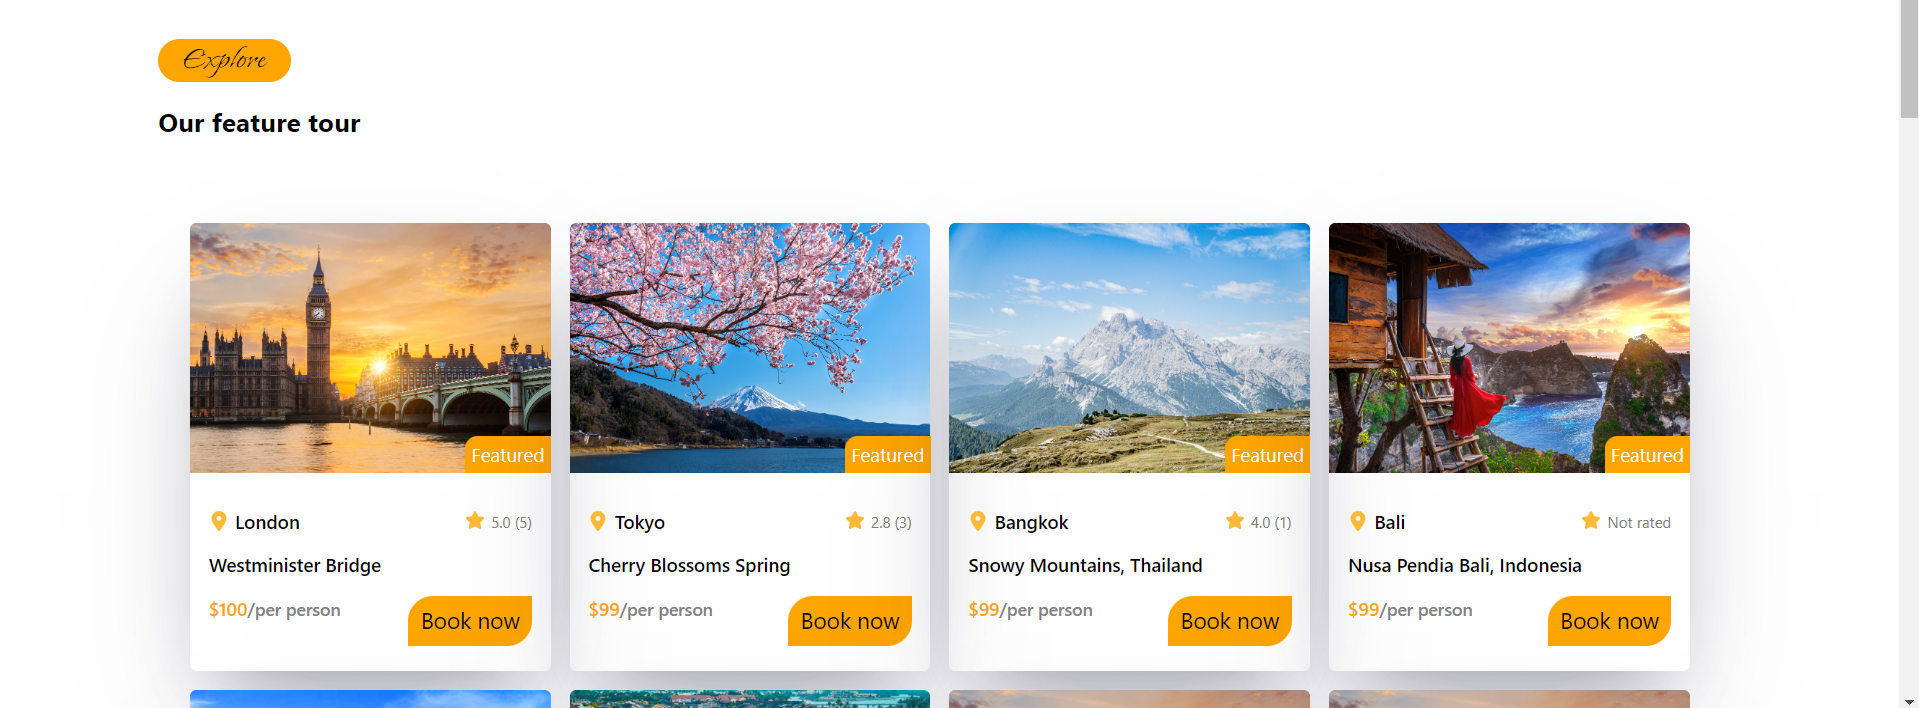 Explore
Our feature tour
Featured
Featured
Featured
Featured
London 5.0 (5)
Westminister Bridge
$100/per person
Book now
Tokyo 2.8 (3)
Cherry Blossoms Spring
$99/per person
Book now
Bangkok 4.0 (1)
Snowy Mountains, Thailand
$99/per person
Book now
Bali Not rated
Nusa Pendia Bali, Indonesia
$99/per person
Book now